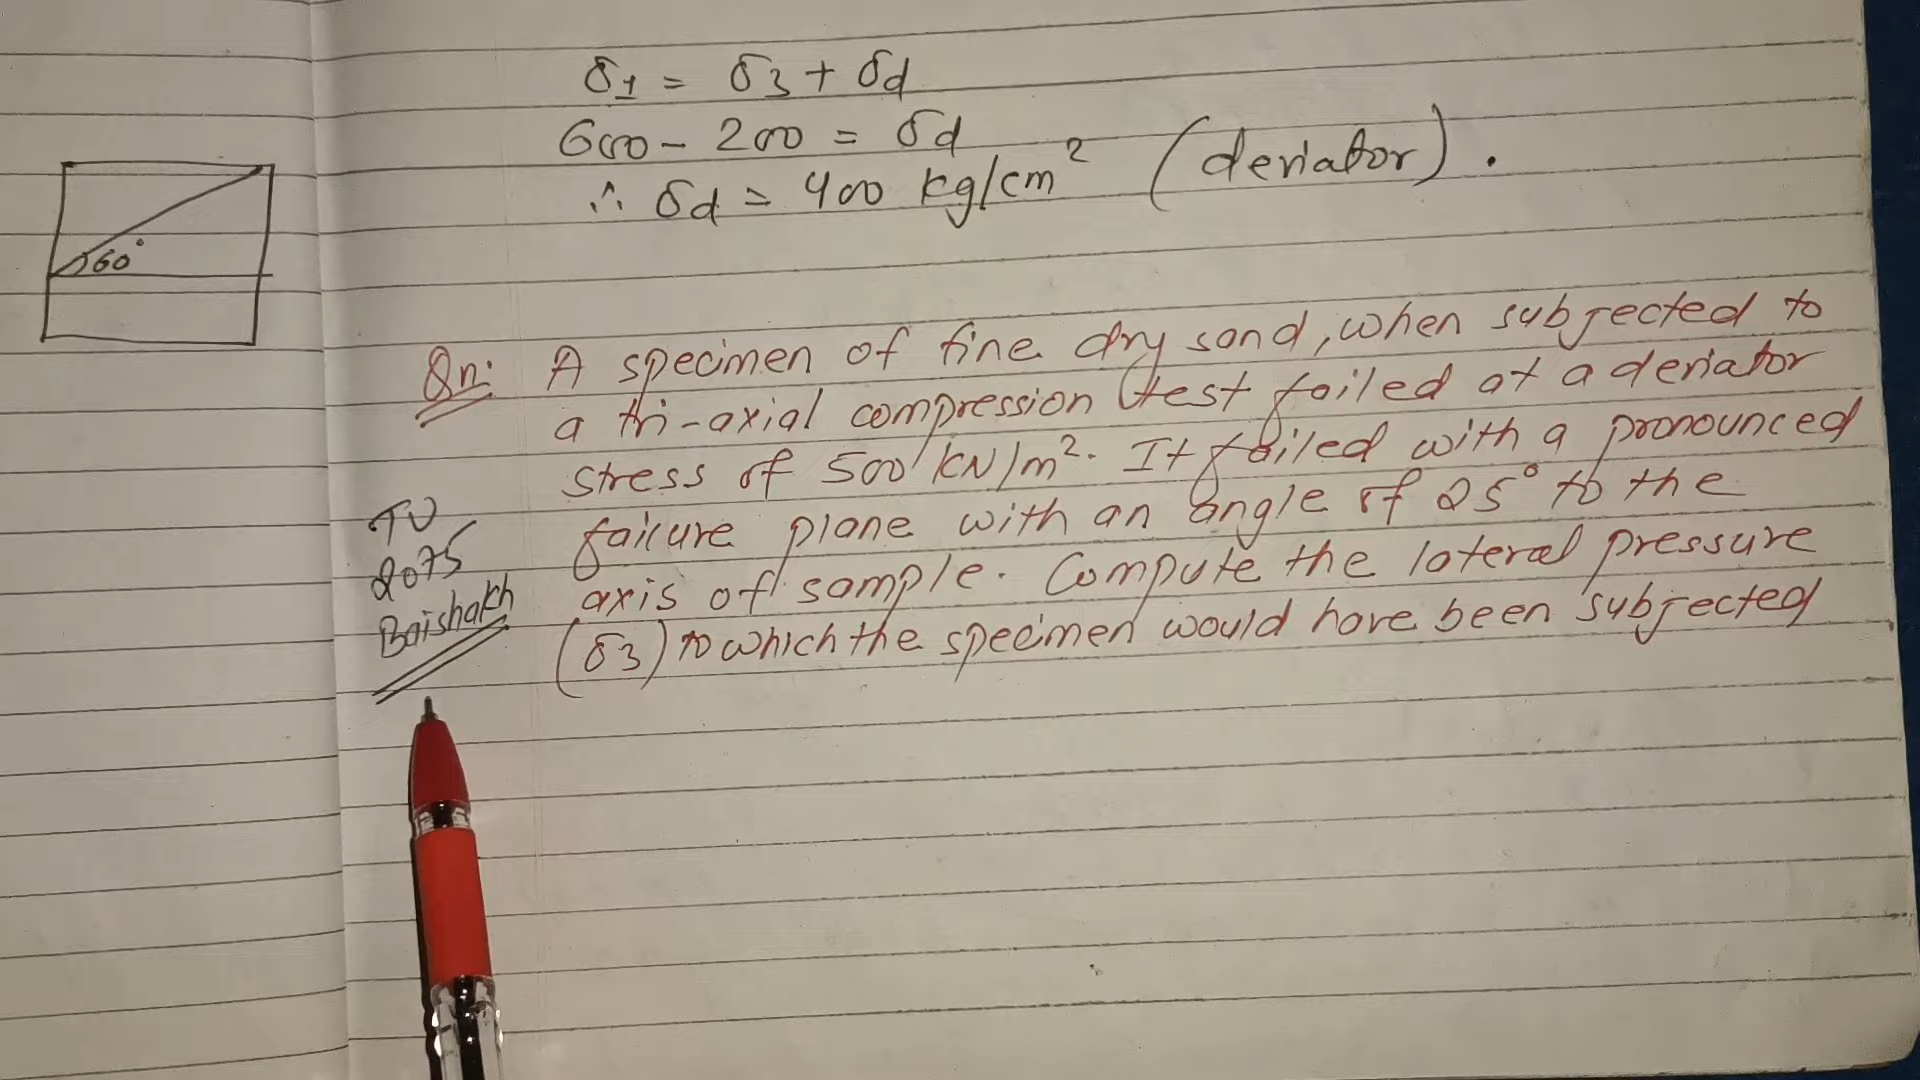 σ1 = σ3 + σd
600 - 200 = σd
∴ σd = 400 kg/cm² (deviator).
60°
Qn: A specimen of fine dry sand, when subjected to
a tri-axial compression test failed at a deviator
stress of 500 kN/m². It failed with a pronounced
failure plane with an angle of 25° to the
axis of sample. Compute the lateral pressure
(σ3) to which the specimen would have been subjected
TU
2075
Baishakh